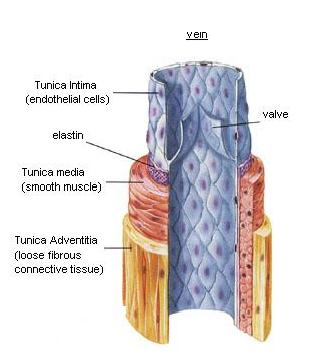 vein
Tunica Intima
(endothelial cells)
valve
elastin
Tunica media
(smooth muscle)
Tunica Adventitia
(loose fibrous
connective tissue)